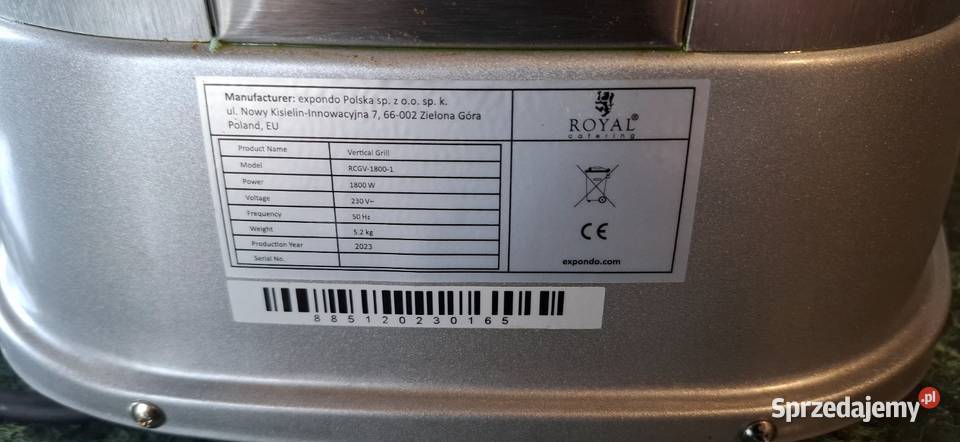 Manufacturer: expondo Polska sp. z o.o. sp. k.
ul. Nowy Kisielin-Innowacyjna 7, 66-002 Zielona Góra
Poland, EU
ROYAL®
catering
Product Name Vertical Grill
Model RCGV-1800-1
Power 1800 W
Voltage 230 V~
Frequency 50 Hz
Weight 5.2 kg
Production Year 2023
Serial No.
CE
expondo.com
885120230165
Sprzedajemy.pl